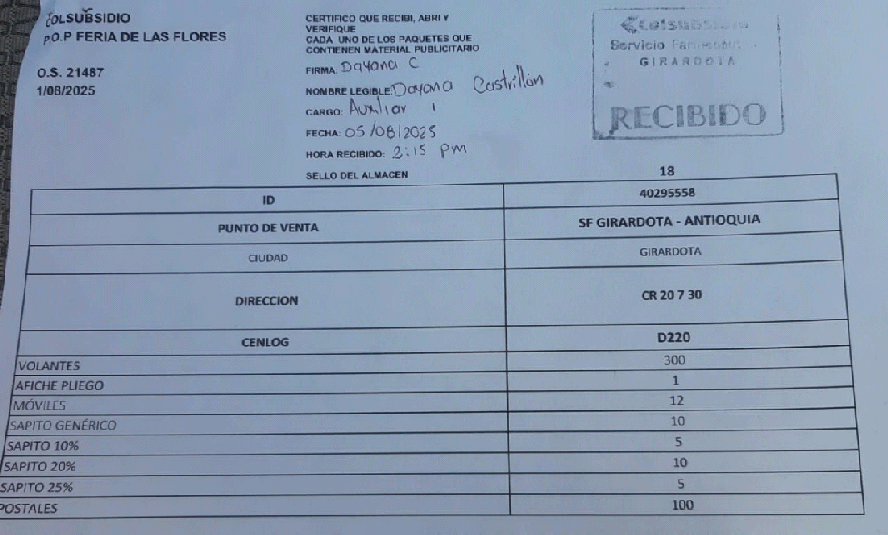 COLSUBSIDIO
P.O.P FERIA DE LAS FLORES
O.S. 21487
1/08/2025
CERTIFICO QUE RECIBI, ABRI Y
VERIFIQUE
CADA UNO DE LOS PAQUETES QUE
CONTIENEN MATERIAL PUBLICITARIO
FIRMA: Dayana C
NOMBRE LEGIBLE: Dayana Castrillón
CARGO: Auxliar 1
FECHA: 05/08/2025
HORA RECIBIDO: 2:15 pm
SELLO DEL ALMACEN
Colsubsidio
Servicio
GIRARDOTA
RECIBIDO
18
ID 40295558
PUNTO DE VENTA SF GIRARDOTA - ANTIOQUIA
CIUDAD GIRARDOTA
DIRECCION CR 20 7 30
CENLOG D220
VOLANTES 300
AFICHE PLIEGO 1
MÓVILES 12
SAPITO GENÉRICO 10
SAPITO 10% 5
SAPITO 20% 10
SAPITO 25% 5
POSTALES 100